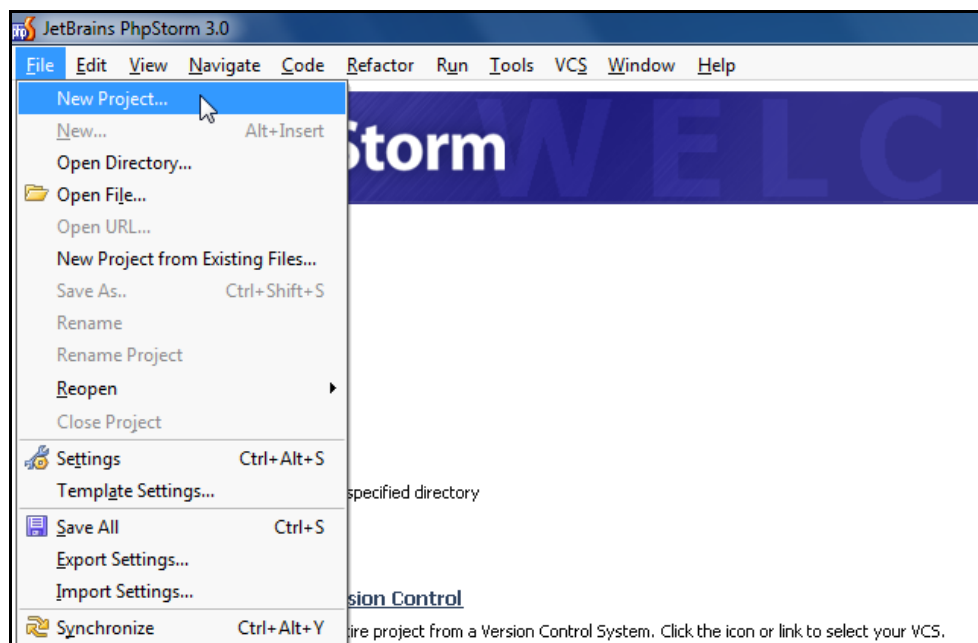 php JetBrains PhpStorm 3.0
File Edit View Navigate Code Refactor Run Tools VCS Window Help
New Project...
Storm WELC
New... Alt+Insert
Open Directory...
Open File...
Open URL...
New Project from Existing Files...
Save As.. Ctrl+Shift+S
Rename
Rename Project
Reopen
Close Project
Settings Ctrl+Alt+S
Template Settings...
specified directory
Save All Ctrl+S
Export Settings...
Import Settings...
sion Control
Synchronize Ctrl+Alt+Y
ire project from a Version Control System. Click the icon or link to select your VCS.